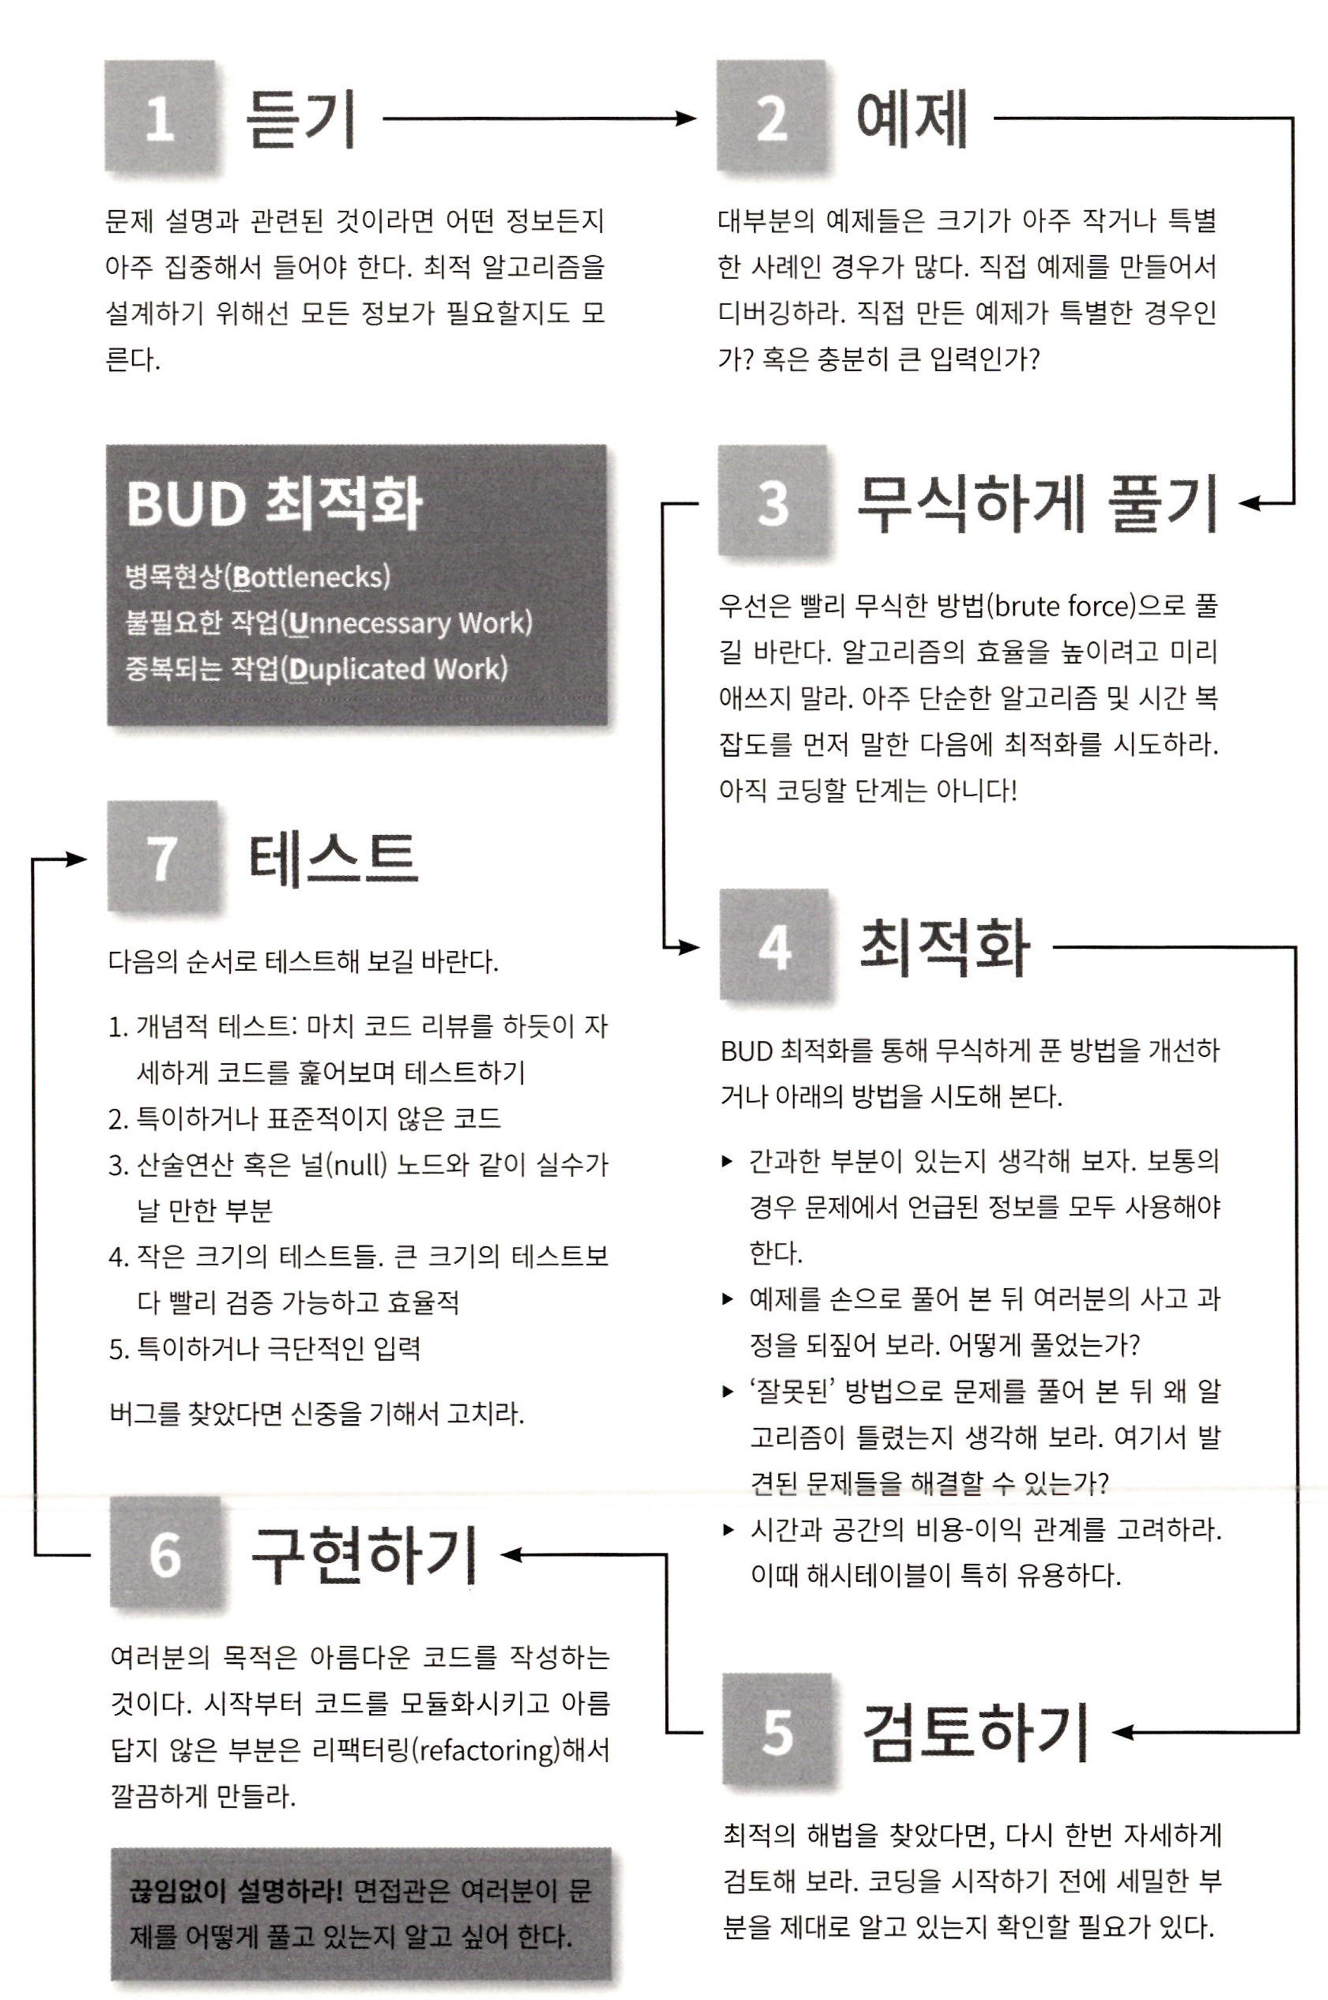 1 듣기
문제 설명과 관련된 것이라면 어떤 정보든지
아주 집중해서 들어야 한다. 최적 알고리즘을
설계하기 위해선 모든 정보가 필요할지도 모
른다.
2 예제
대부분의 예제들은 크기가 아주 작거나 특별
한 사례인 경우가 많다. 직접 예제를 만들어서
디버깅하라. 직접 만든 예제가 특별한 경우인
가? 혹은 충분히 큰 입력인가?
BUD 최적화
병목현상(Bottlenecks)
불필요한 작업(Unnecessary Work)
중복되는 작업(Duplicated Work)
3 무식하게 풀기
우선은 빨리 무식한 방법(brute force)으로 풀
길 바란다. 알고리즘의 효율을 높이려고 미리
애쓰지 말라. 아주 단순한 알고리즘 및 시간 복
잡도를 먼저 말한 다음에 최적화를 시도하라.
아직 코딩할 단계는 아니다!
4 최적화
BUD 최적화를 통해 무식하게 푼 방법을 개선하
거나 아래의 방법을 시도해 본다.
▸ 간과한 부분이 있는지 생각해 보자. 보통의
경우 문제에서 언급된 정보를 모두 사용해야
한다.
▸ 예제를 손으로 풀어 본 뒤 여러분의 사고 과
정을 되짚어 보라. 어떻게 풀었는가?
▸ ‘잘못된’ 방법으로 문제를 풀어 본 뒤 왜 알
고리즘이 틀렸는지 생각해 보라. 여기서 발
견된 문제들을 해결할 수 있는가?
▸ 시간과 공간의 비용-이익 관계를 고려하라.
이때 해시테이블이 특히 유용하다.
5 검토하기
최적의 해법을 찾았다면, 다시 한번 자세하게
검토해 보라. 코딩을 시작하기 전에 세밀한 부
분을 제대로 알고 있는지 확인할 필요가 있다.
6 구현하기
여러분의 목적은 아름다운 코드를 작성하는
것이다. 시작부터 코드를 모듈화시키고 아름
답지 않은 부분은 리팩터링(refactoring)해서
깔끔하게 만들라.
끊임없이 설명하라! 면접관은 여러분이 문
제를 어떻게 풀고 있는지 알고 싶어 한다.
7 테스트
다음의 순서로 테스트해 보길 바란다.
1. 개념적 테스트: 마치 코드 리뷰를 하듯이 자
세하게 코드를 훑어보며 테스트하기
2. 특이하거나 표준적이지 않은 코드
3. 산술연산 혹은 널(null) 노드와 같이 실수가
날 만한 부분
4. 작은 크기의 테스트들. 큰 크기의 테스트보
다 빨리 검증 가능하고 효율적
5. 특이하거나 극단적인 입력
버그를 찾았다면 신중을 기해서 고치라.